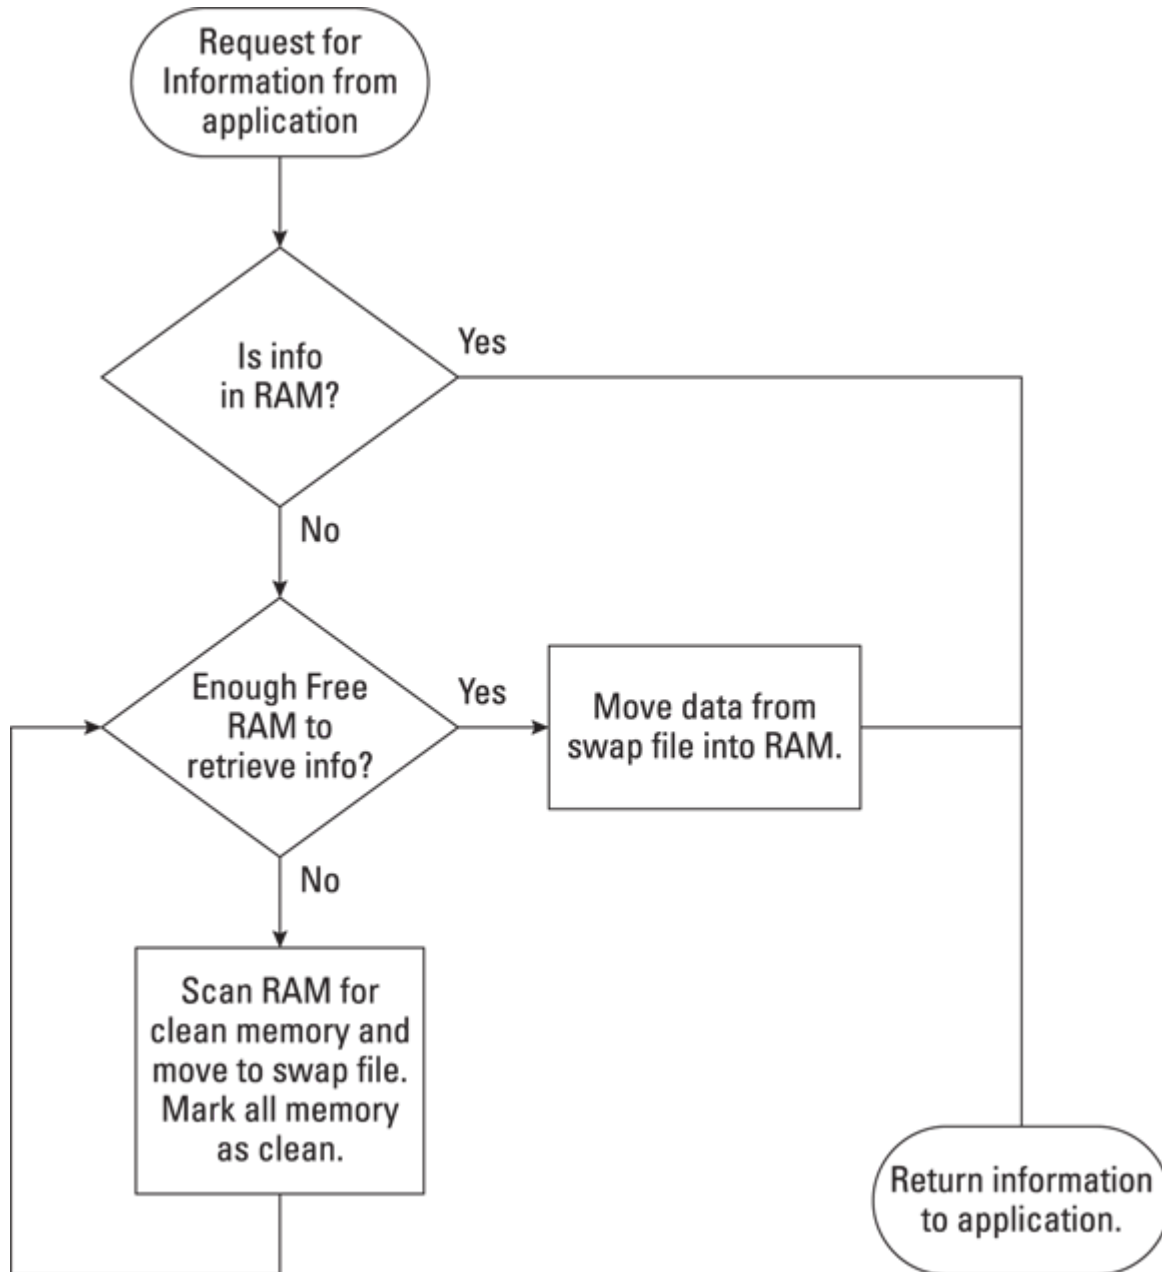 Request for
Information from
application
Is info
in RAM?
Yes
No
Enough Free
RAM to
retrieve info?
Yes
Move data from
swap file into RAM.
No
Scan RAM for
clean memory and
move to swap file.
Mark all memory
as clean.
Return information
to application.